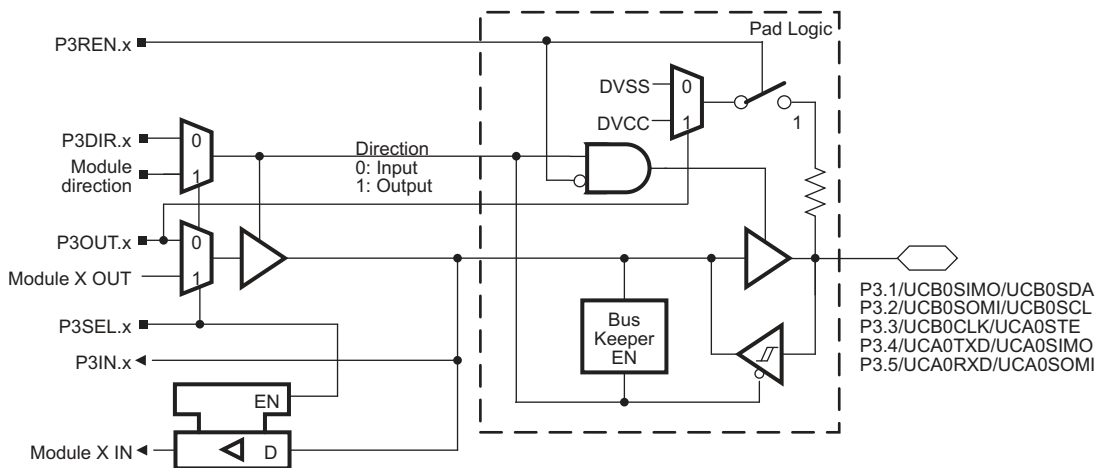 Pad Logic
P3REN.x
DVSS
0
DVCC
1
1
P3DIR.x
0
Module
direction
1
Direction
0: Input
1: Output
P3OUT.x
0
Module X OUT
1
P3SEL.x
P3IN.x
Bus
Keeper
EN
P3.1/UCB0SIMO/UCB0SDA
P3.2/UCB0SOMI/UCB0SCL
P3.3/UCB0CLK/UCA0STE
P3.4/UCA0TXD/UCA0SIMO
P3.5/UCA0RXD/UCA0SOMI
EN
Module X IN
D